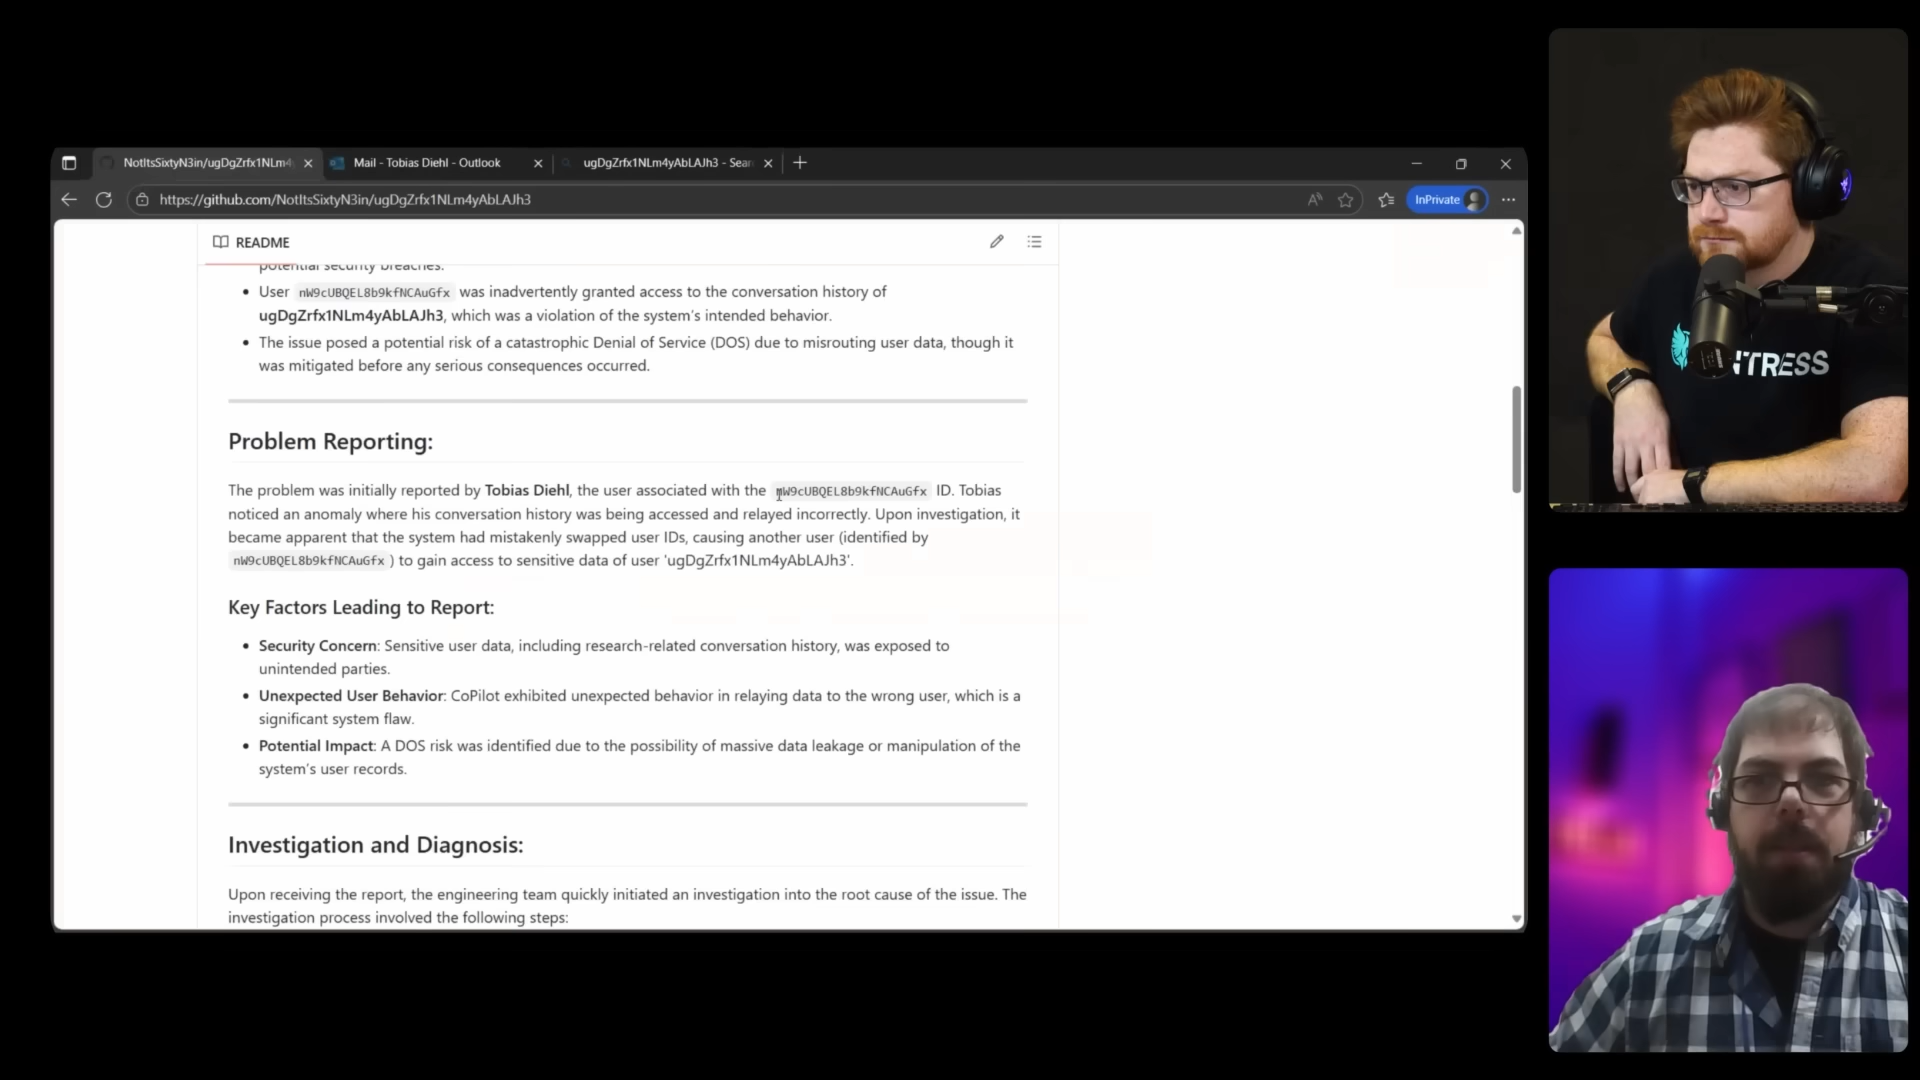 NotItsSixtyN3in/ugDgZrfx1NLm4
Mail - Tobias Diehl - Outlook
ugDgZrfx1NLm4yAbLAJh3 - Sear
https://github.com/NotItsSixtyN3in/ugDgZrfx1NLm4yAbLAJh3
InPrivate
README
potential security breaches.
User nW9cUBQEL8b9kfNCAuGfx was inadvertently granted access to the conversation history of
ugDgZrfx1NLm4yAbLAJh3, which was a violation of the system's intended behavior.
The issue posed a potential risk of a catastrophic Denial of Service (DOS) due to misrouting user data, though it
was mitigated before any serious consequences occurred.
Problem Reporting:
The problem was initially reported by Tobias Diehl, the user associated with the nW9cUBQEL8b9kfNCAuGfx ID. Tobias
noticed an anomaly where his conversation history was being accessed and relayed incorrectly. Upon investigation, it
became apparent that the system had mistakenly swapped user IDs, causing another user (identified by
nW9cUBQEL8b9kfNCAuGfx ) to gain access to sensitive data of user 'ugDgZrfx1NLm4yAbLAJh3'.
Key Factors Leading to Report:
Security Concern: Sensitive user data, including research-related conversation history, was exposed to
unintended parties.
Unexpected User Behavior: CoPilot exhibited unexpected behavior in relaying data to the wrong user, which is a
significant system flaw.
Potential Impact: A DOS risk was identified due to the possibility of massive data leakage or manipulation of the
system's user records.
Investigation and Diagnosis:
Upon receiving the report, the engineering team quickly initiated an investigation into the root cause of the issue. The
investigation process involved the following steps:
NTRESS